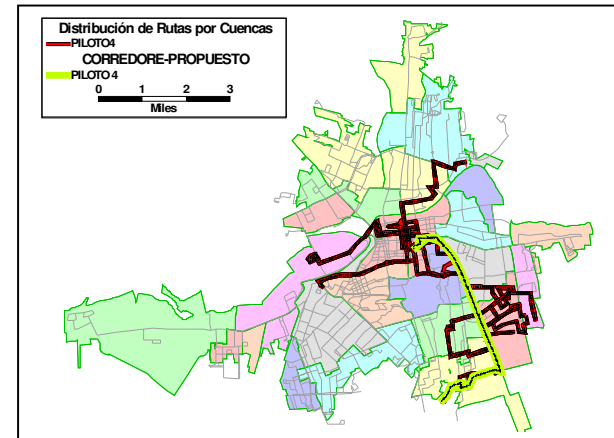 Distribución de Rutas por Cuencas
PILOTO4
CORREDORE-PROPUESTO
PILOTO 4
0 1 2 3
Miles